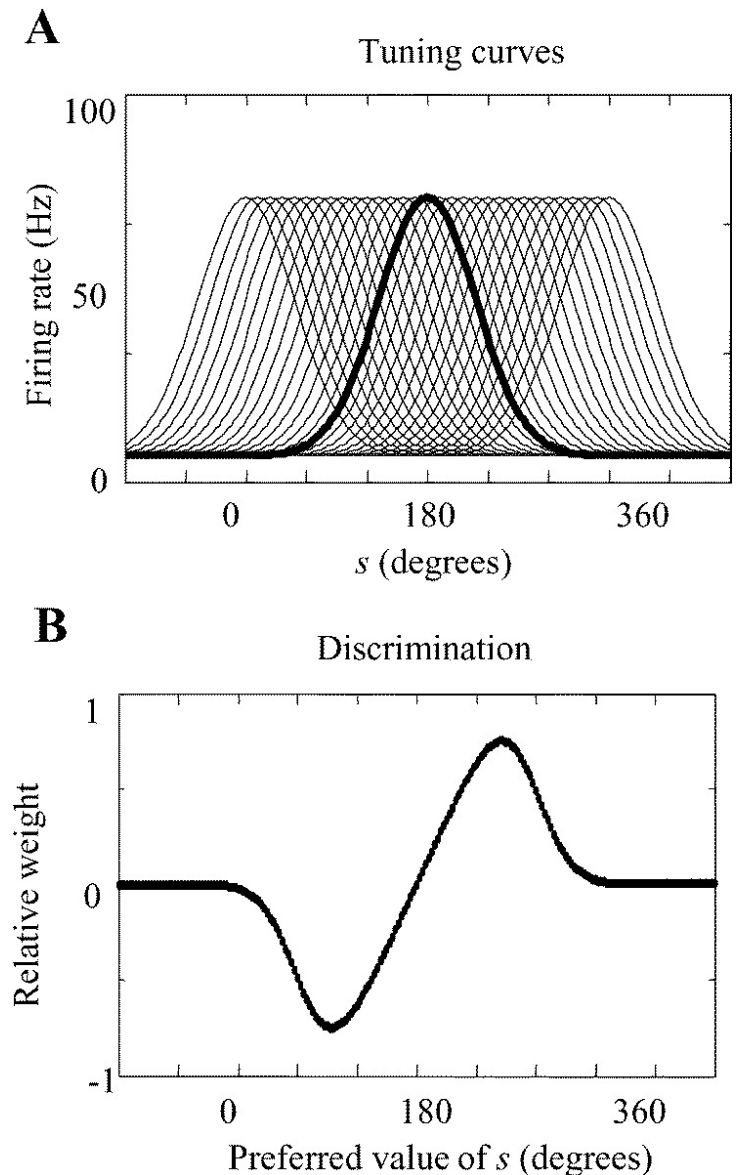 A
Tuning curves
100
50
0
Firing rate (Hz)
0 180 360
s (degrees)
B
Discrimination
1
0
-1
Relative weight
0 180 360
Preferred value of s (degrees)